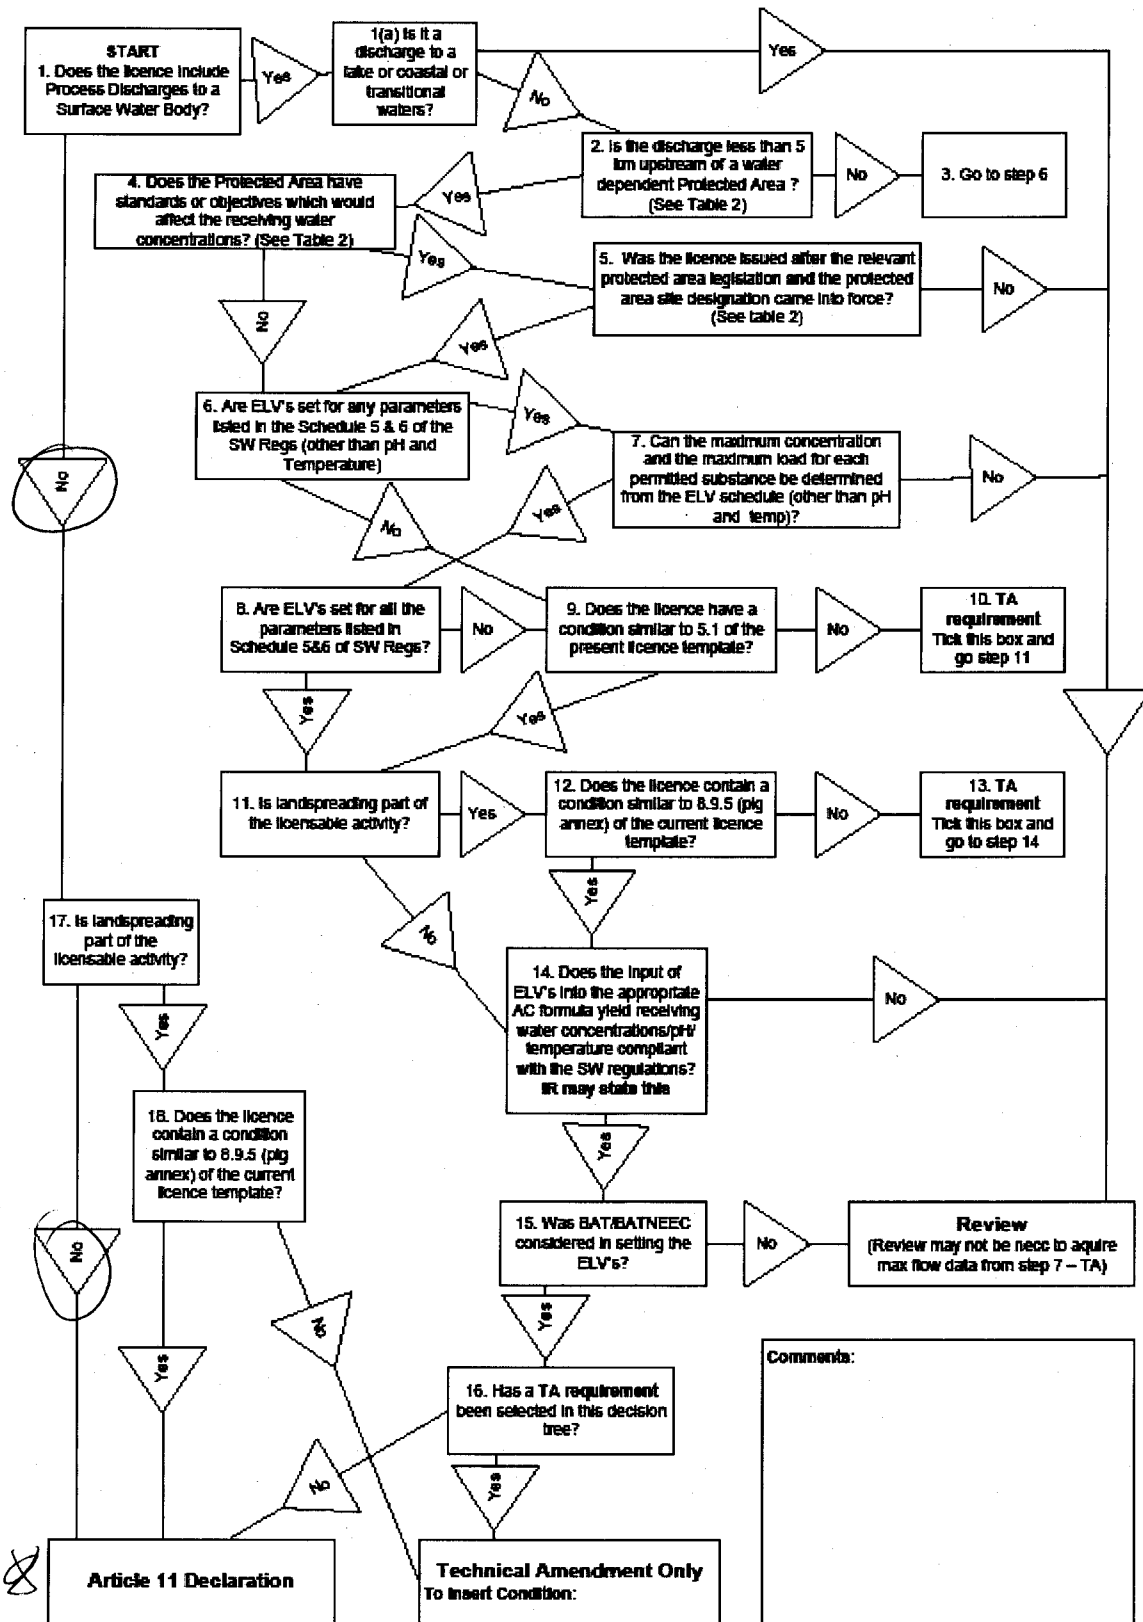 START
1. Does the licence include
Process Discharges to a
Surface Water Body?
Yes
1(a) Is it a
discharge to a
lake or coastal or
transitional
waters?
Yes
No
2. Is the discharge less than 5
km upstream of a water
dependent Protected Area ?
(See Table 2)
No
3. Go to step 6
Yes
4. Does the Protected Area have
standards or objectives which would
affect the receiving water
concentrations? (See Table 2)
Yes
No
5. Was the licence issued after the relevant
protected area legislation and the protected
area site designation came into force?
(See table 2)
No
Yes
6. Are ELV's set for any parameters
listed in the Schedule 5 & 6 of the
SW Regs (other than pH and
Temperature)
Yes
No
7. Can the maximum concentration
and the maximum load for each
permitted substance be determined
from the ELV schedule (other than pH
and temp)?
No
Yes
No
8. Are ELV's set for all the
parameters listed in
Schedule 5&6 of SW Regs?
No
Yes
9. Does the licence have a
condition similar to 5.1 of the
present licence template?
No
Yes
10. TA
requirement
Tick this box and
go step 11
11. Is landspreading part of
the licensable activity?
Yes
No
12. Does the licence contain a
condition similar to 8.9.5 (pig
annex) of the current licence
template?
No
Yes
13. TA
requirement
Tick this box and
go to step 14
14. Does the input of
ELV's into the appropritate
AC formula yield receiving
water concentrations/pH/
temperature compliant
with the SW regulations?
IR may state this
No
Yes
17. Is landspreading
part of the
licensable activity?
Yes
No
18. Does the licence
contain a condition
similar to 8.9.5 (pig
annex) of the current
licence template?
No
Yes
15. Was BAT/BATNEEC
considered in setting the
ELV's?
No
Yes
Review
(Review may not be necc to aquire
max flow data from step 7 – TA)
16. Has a TA requirement
been selected in this decision
tree?
No
Yes
Comments:
Article 11 Declaration
Technical Amendment Only
To Insert Condition: